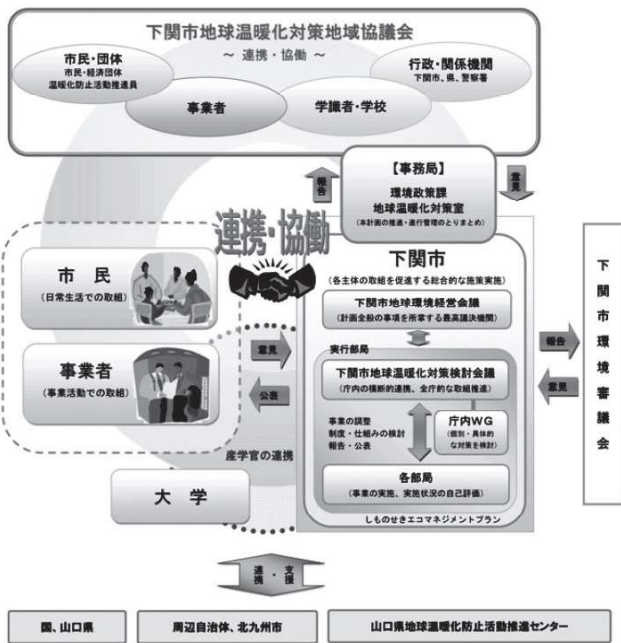 下関市地球温暖化対策地域協議会
～ 連携・協働 ～
市民・団体
市民・経済団体
温暖化防止活動推進員
行政・関係機関
下関市、県、警察署
事業者
学識者・学校
報告
【事務局】
環境政策課
地球温暖化対策室
(本計画の推進・進行管理のとりまとめ)
意見
連携・協働
市 民
(日常生活での取組)
事業者
(事業活動での取組)
意見
公表
産学官の連携
大 学
下関市
(各主体の取組を促進する総合的な施策実施)
下関市地球環境経営会議
(計画全般の事項を所掌する最高議決機関)
実行部局
下関市地球温暖化対策検討会議
(庁内の横断的連携、全庁的な取組推進)
事業の調整
制度・仕組みの検討
報告・公表
庁内WG
(個別・具体的
な対策を検討)
各部局
(事業の実施、実施状況の自己評価)
しものせきエコマネジメントプラン
報告
意見
下関市環境審議会
連携・支援
国、山口県
周辺自治体、北九州市
山口県地球温暖化防止活動推進センター